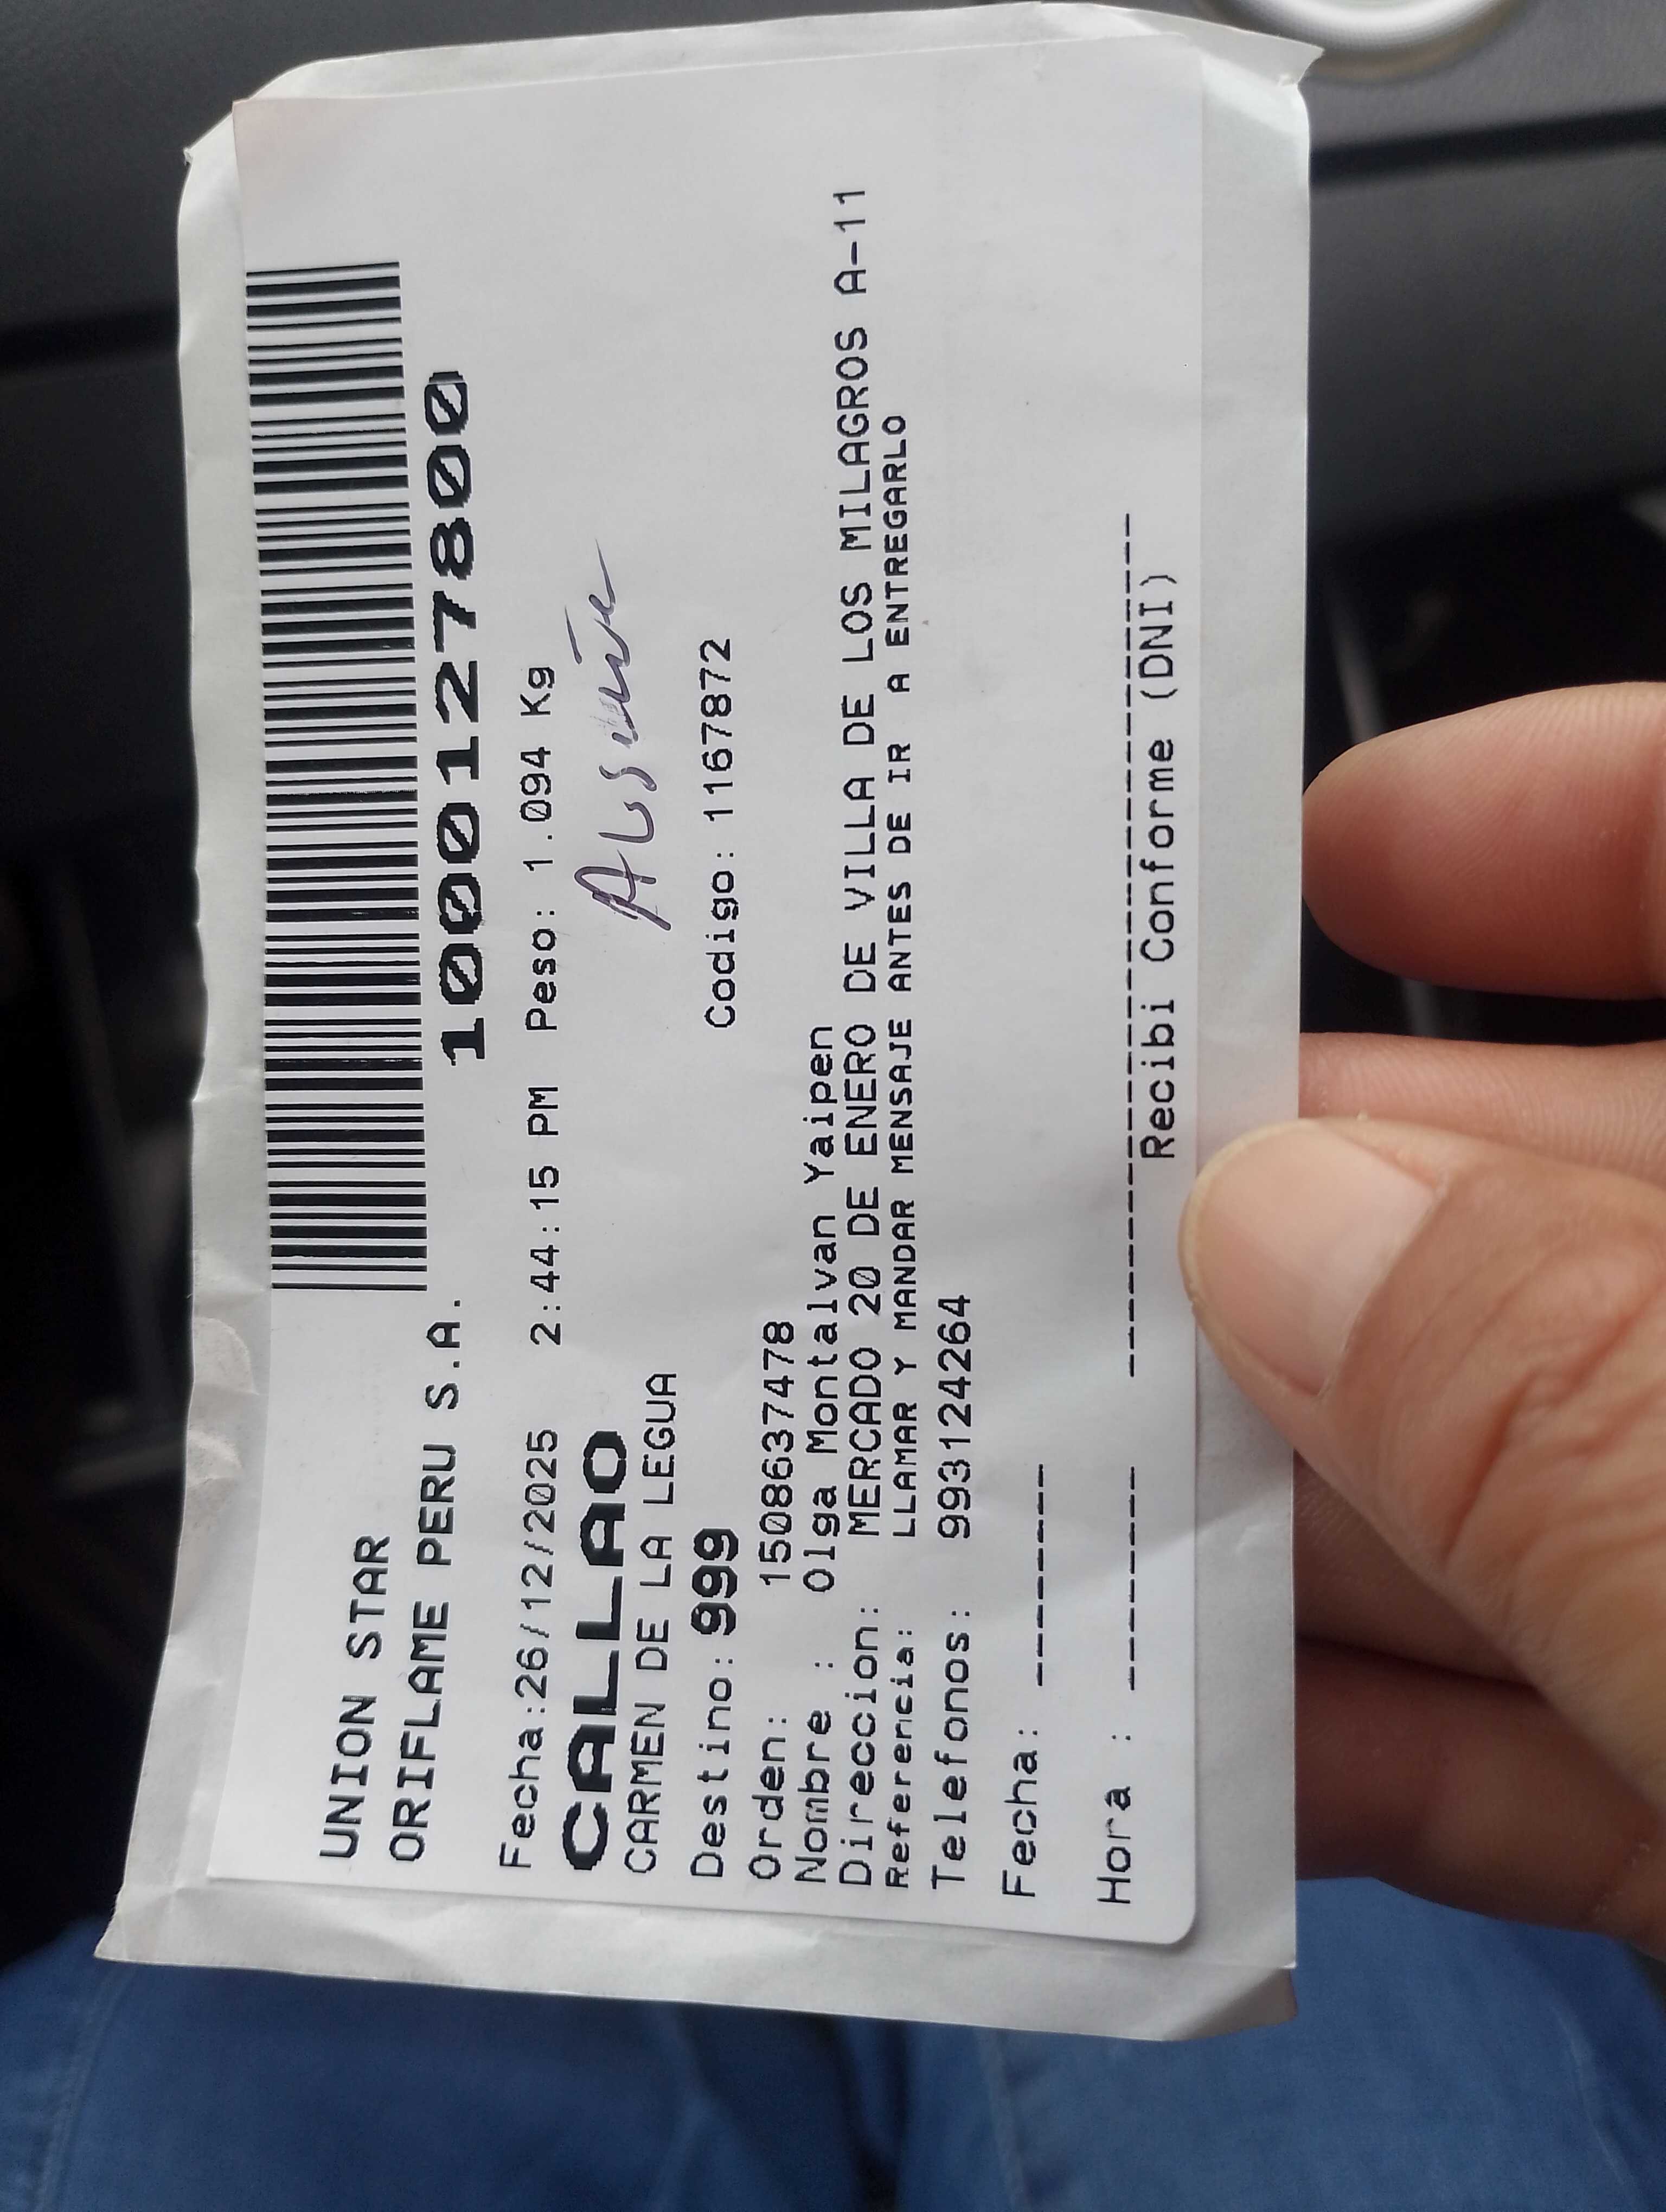 UNION STAR
ORIFLAME PERU S.A.
1000127800
Fecha:26/12/2025 2:44:15 PM Peso: 1.094 Kg
CALLAO
CARMEN DE LA LEGUA
Destino: 999 Codigo: 1167872
Orden: 1508637478
Nombre : Olga Montalvan Yaipen
Direccion: MERCADO 20 DE ENERO DE VILLA DE LOS MILAGROS A-11
Referencia: LLAMAR Y MANDAR MENSAJE ANTES DE IR A ENTREGARLO
Telefonos: 993124264
Fecha: -------
Hora : ------- ---------------------------
Recibi Conforme (DNI)